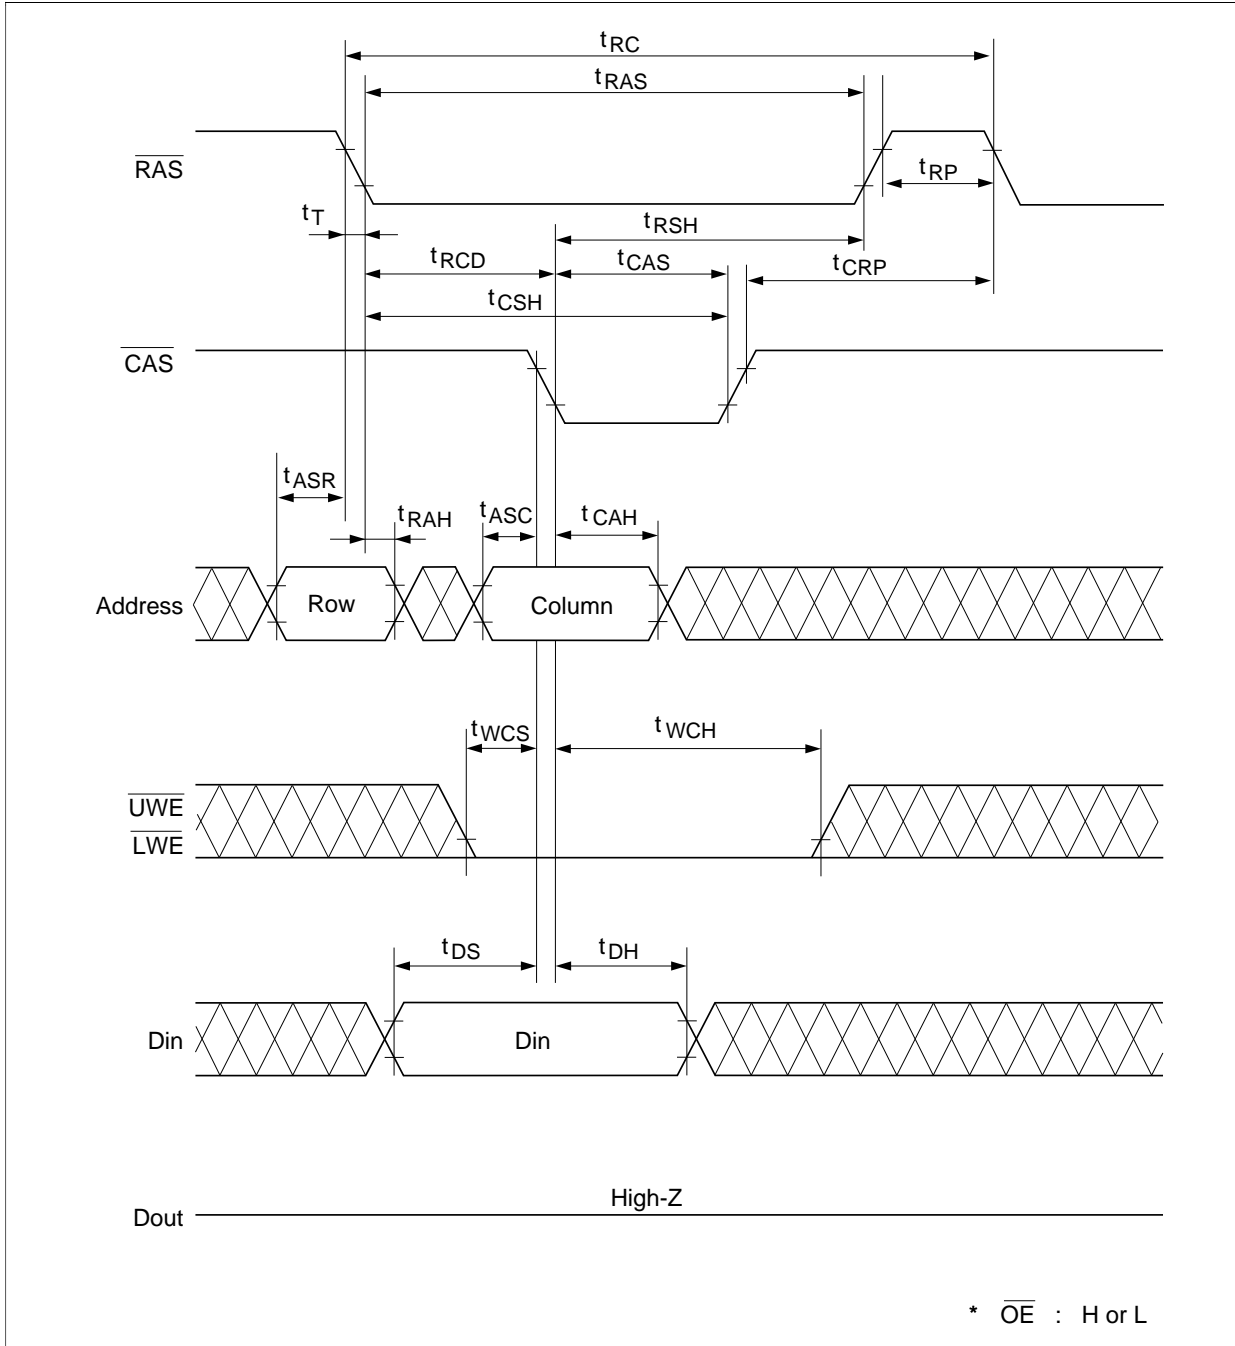 tRC
tRAS
RAS
tRP
tT
tRSH
tRCD
tCAS
tCRP
tCSH
CAS
tASR
tRAH
tASC
tCAH
Address
Row
Column
tWCS
tWCH
UWE
LWE
tDS
tDH
Din
Din
High-Z
Dout
* OE : H or L